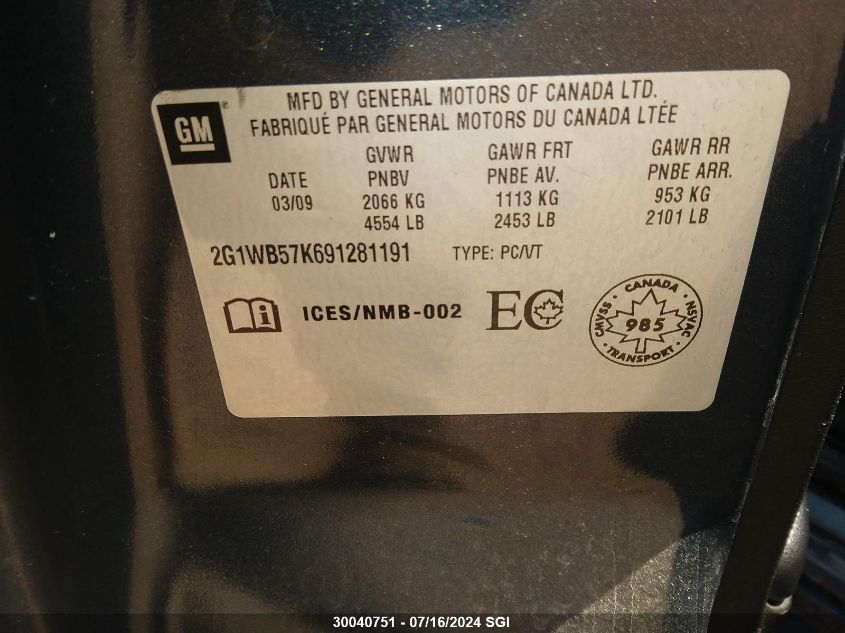 GM ®
MFD BY GENERAL MOTORS OF CANADA LTD.
FABRIQUÉ PAR GENERAL MOTORS DU CANADA LTÉE
GVWR GAWR FRT GAWR RR
DATE PNBV PNBE AV. PNBE ARR.
03/09 2066 KG 1113 KG 953 KG
4554 LB 2453 LB 2101 LB
2G1WB57K691281191 TYPE: PC/VT
i ICES/NMB-002 EC
CANADA
CMVSS 985 NSVAC
TRANSPORT
30040751 - 07/16/2024 SGI